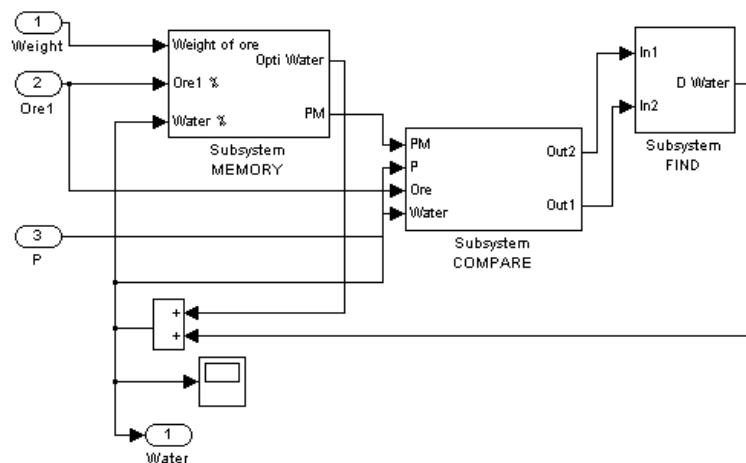 1
Weight
2
Ore1
3
P
Weight of ore
Opti Water
Ore1 %
Water %
PM
Subsystem
MEMORY
PM
P
Ore
Water
Out2
Out1
Subsystem
COMPARE
In1
In2
D Water
Subsystem
FIND
+
+
1
Water